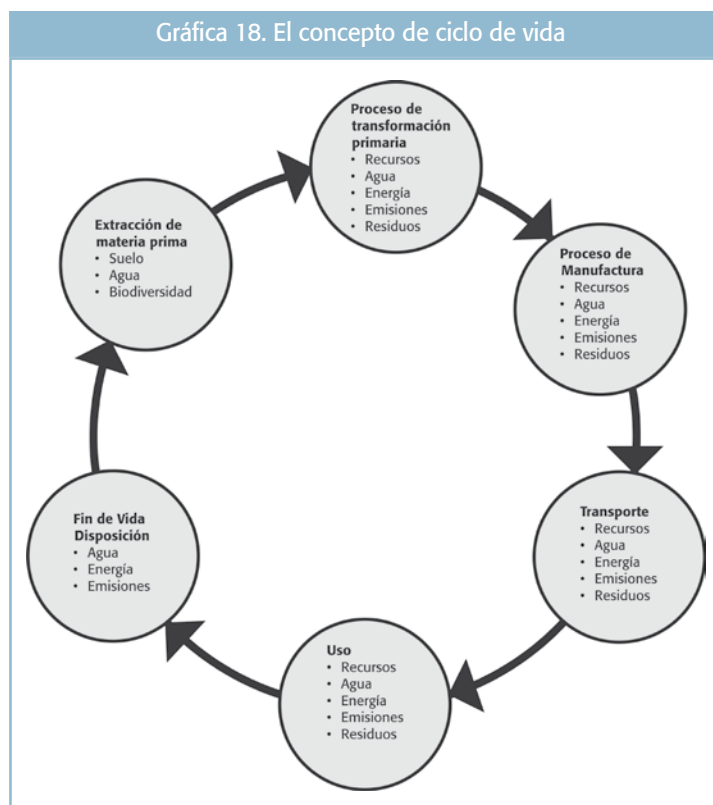 Gráfica 18. El concepto de ciclo de vida
Proceso de
transformación
primaria
• Recursos
• Agua
• Energía
• Emisiones
• Residuos
Proceso de
Manufactura
• Recursos
• Agua
• Energía
• Emisiones
• Residuos
Transporte
• Recursos
• Agua
• Energía
• Emisiones
• Residuos
Uso
• Recursos
• Agua
• Energía
• Emisiones
• Residuos
Fin de Vida
Disposición
• Agua
• Energía
• Emisiones
Extracción de
materia prima
• Suelo
• Agua
• Biodiversidad